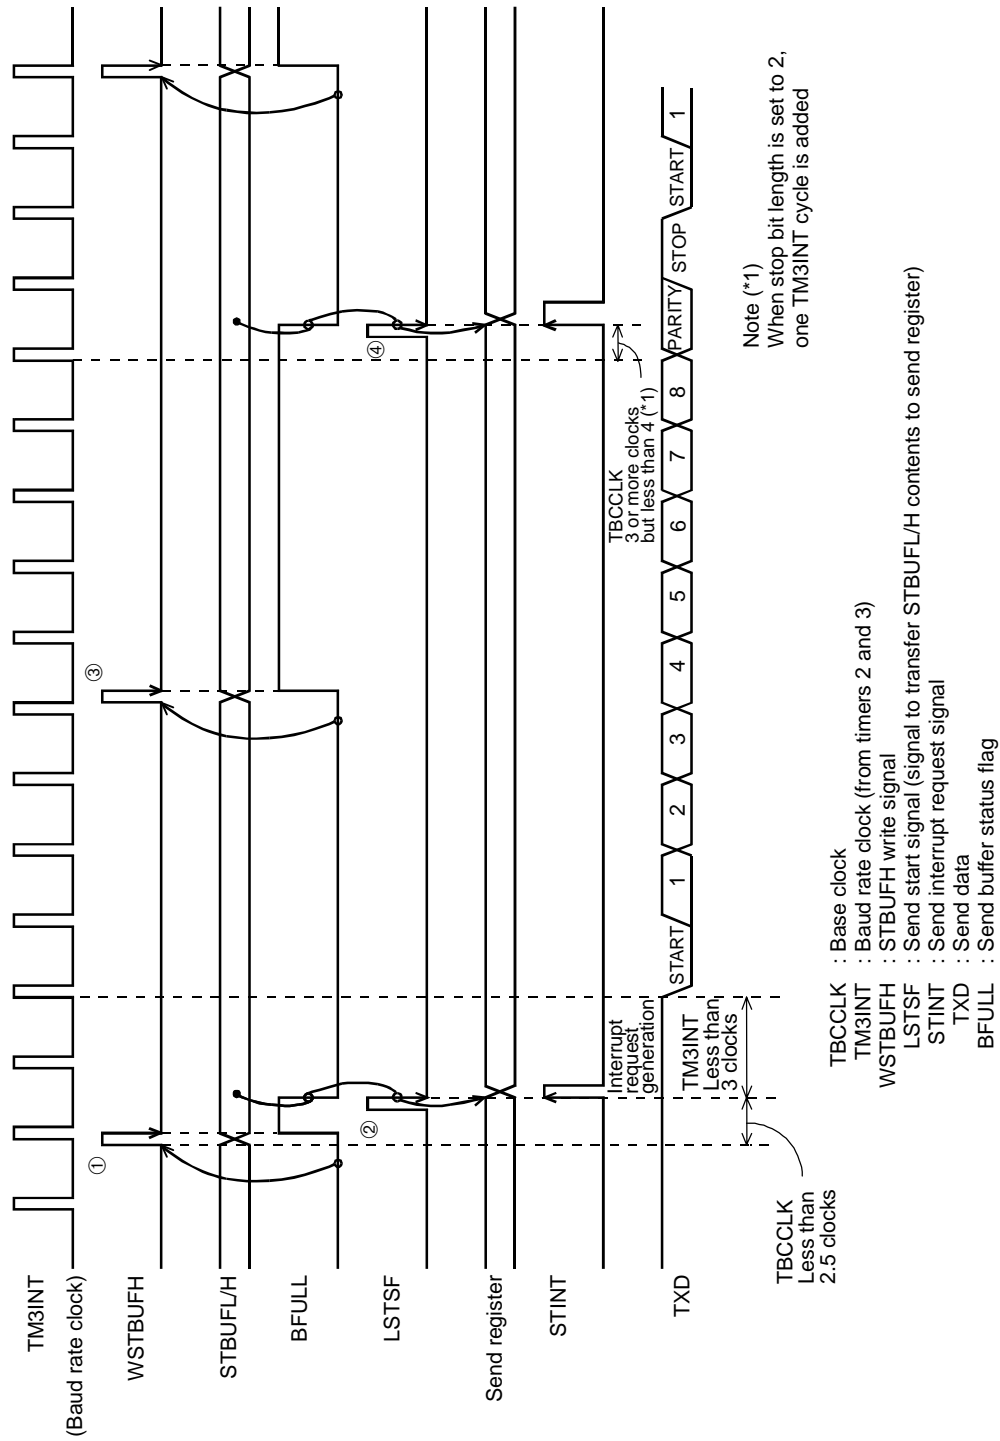 TM3INT
(Baud rate clock)
WSTBUFH
①
③
STBUFL/H
BFULL
LSTSF
②
④
Send register
STINT
Interrupt
request
generation
TBCCLK
3 or more clocks
but less than 4 (*1)
TXD
START
1
2
3
4
5
6
7
8
PARITY
STOP
START
1
TM3INT
Less than
3 clocks
TBCCLK
Less than
2.5 clocks
Note (*1)
When stop bit length is set to 2,
one TM3INT cycle is added
TBCCLK : Base clock
TM3INT : Baud rate clock (from timers 2 and 3)
WSTBUFH : STBUFH write signal
LSTSF : Send start signal (signal to transfer STBUFL/H contents to send register)
STINT : Send interrupt request signal
TXD : Send data
BFULL : Send buffer status flag